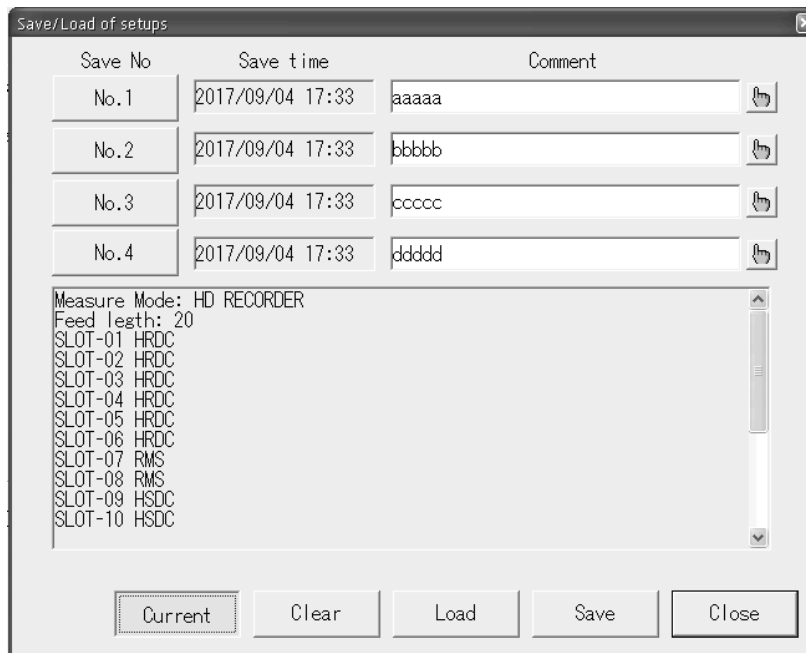 Save/Load of setups
Save No Save time Comment
No.1 2017/09/04 17:33 aaaaa
No.2 2017/09/04 17:33 bbbbb
No.3 2017/09/04 17:33 ccccc
No.4 2017/09/04 17:33 ddddd
Measure Mode: HD RECORDER
Feed legth: 20
SLOT-01 HRDC
SLOT-02 HRDC
SLOT-03 HRDC
SLOT-04 HRDC
SLOT-05 HRDC
SLOT-06 HRDC
SLOT-07 RMS
SLOT-08 RMS
SLOT-09 HSDC
SLOT-10 HSDC
Current Clear Load Save Close